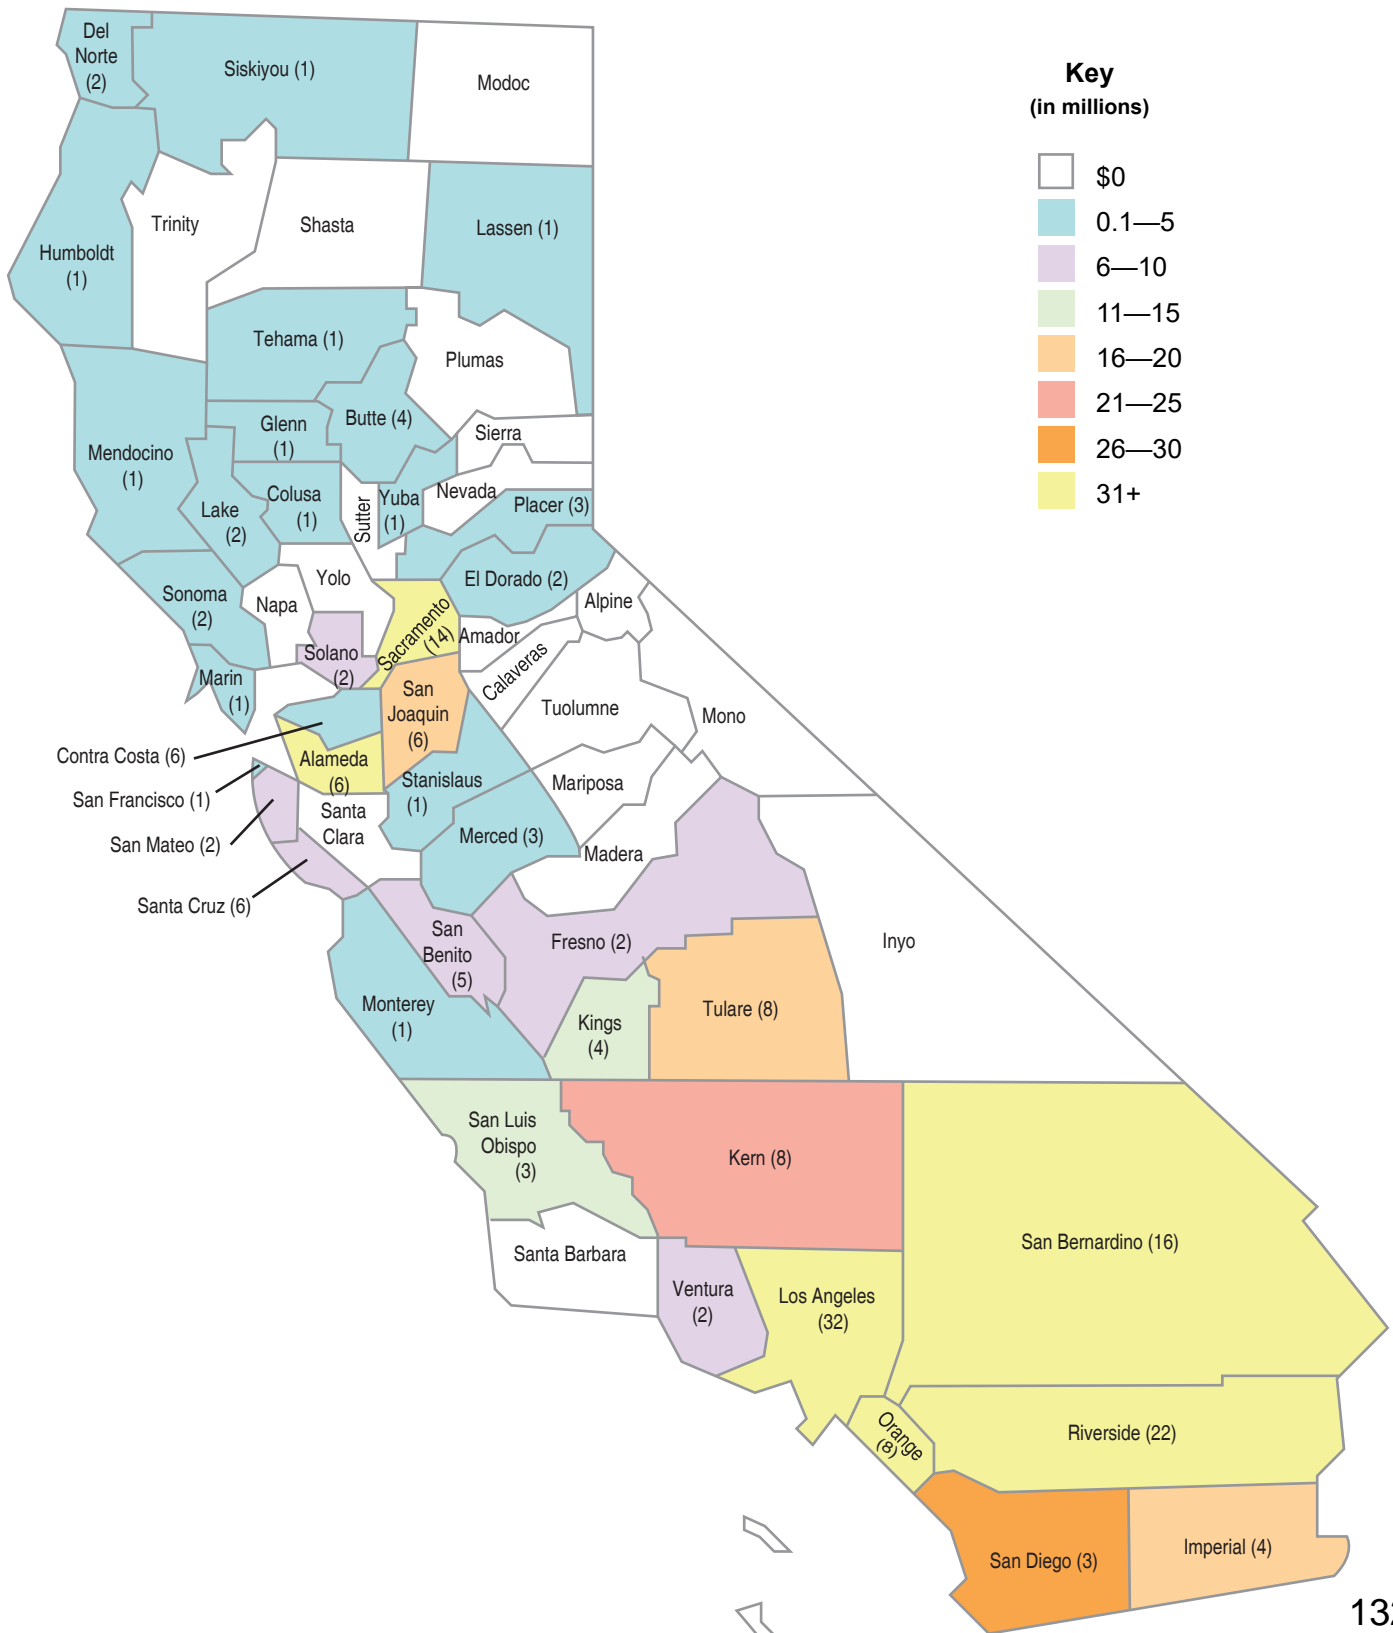 Del
Norte
(2)
Siskiyou (1)
Modoc
Key
(in millions)
$0
0.1—5
6—10
11—15
16—20
21—25
26—30
31+
Humboldt
(1)
Trinity
Shasta
Lassen (1)
Tehama (1)
Plumas
Mendocino
(1)
Glenn
(1)
Butte (4)
Sierra
Lake
(2)
Colusa
(1)
Sutter
Yuba
(1)
Nevada
Placer (3)
Sonoma
(2)
Napa
Yolo
El Dorado (2)
Alpine
Marin
(1)
Solano
(2)
Sacramento
(14)
Amador
Calaveras
San
Joaquin
(6)
Tuolumne
Mono
Contra Costa (6)
Alameda
(6)
Stanislaus
(1)
Mariposa
San Francisco (1)
San Mateo (2)
Santa
Clara
Merced (3)
Madera
Santa Cruz (6)
San
Benito
(5)
Fresno (2)
Inyo
Monterey
(1)
Kings
(4)
Tulare (8)
San Luis
Obispo
(3)
Kern (8)
San Bernardino (16)
Santa Barbara
Ventura
(2)
Los Angeles
(32)
Orange
(8)
Riverside (22)
San Diego (3)
Imperial (4)